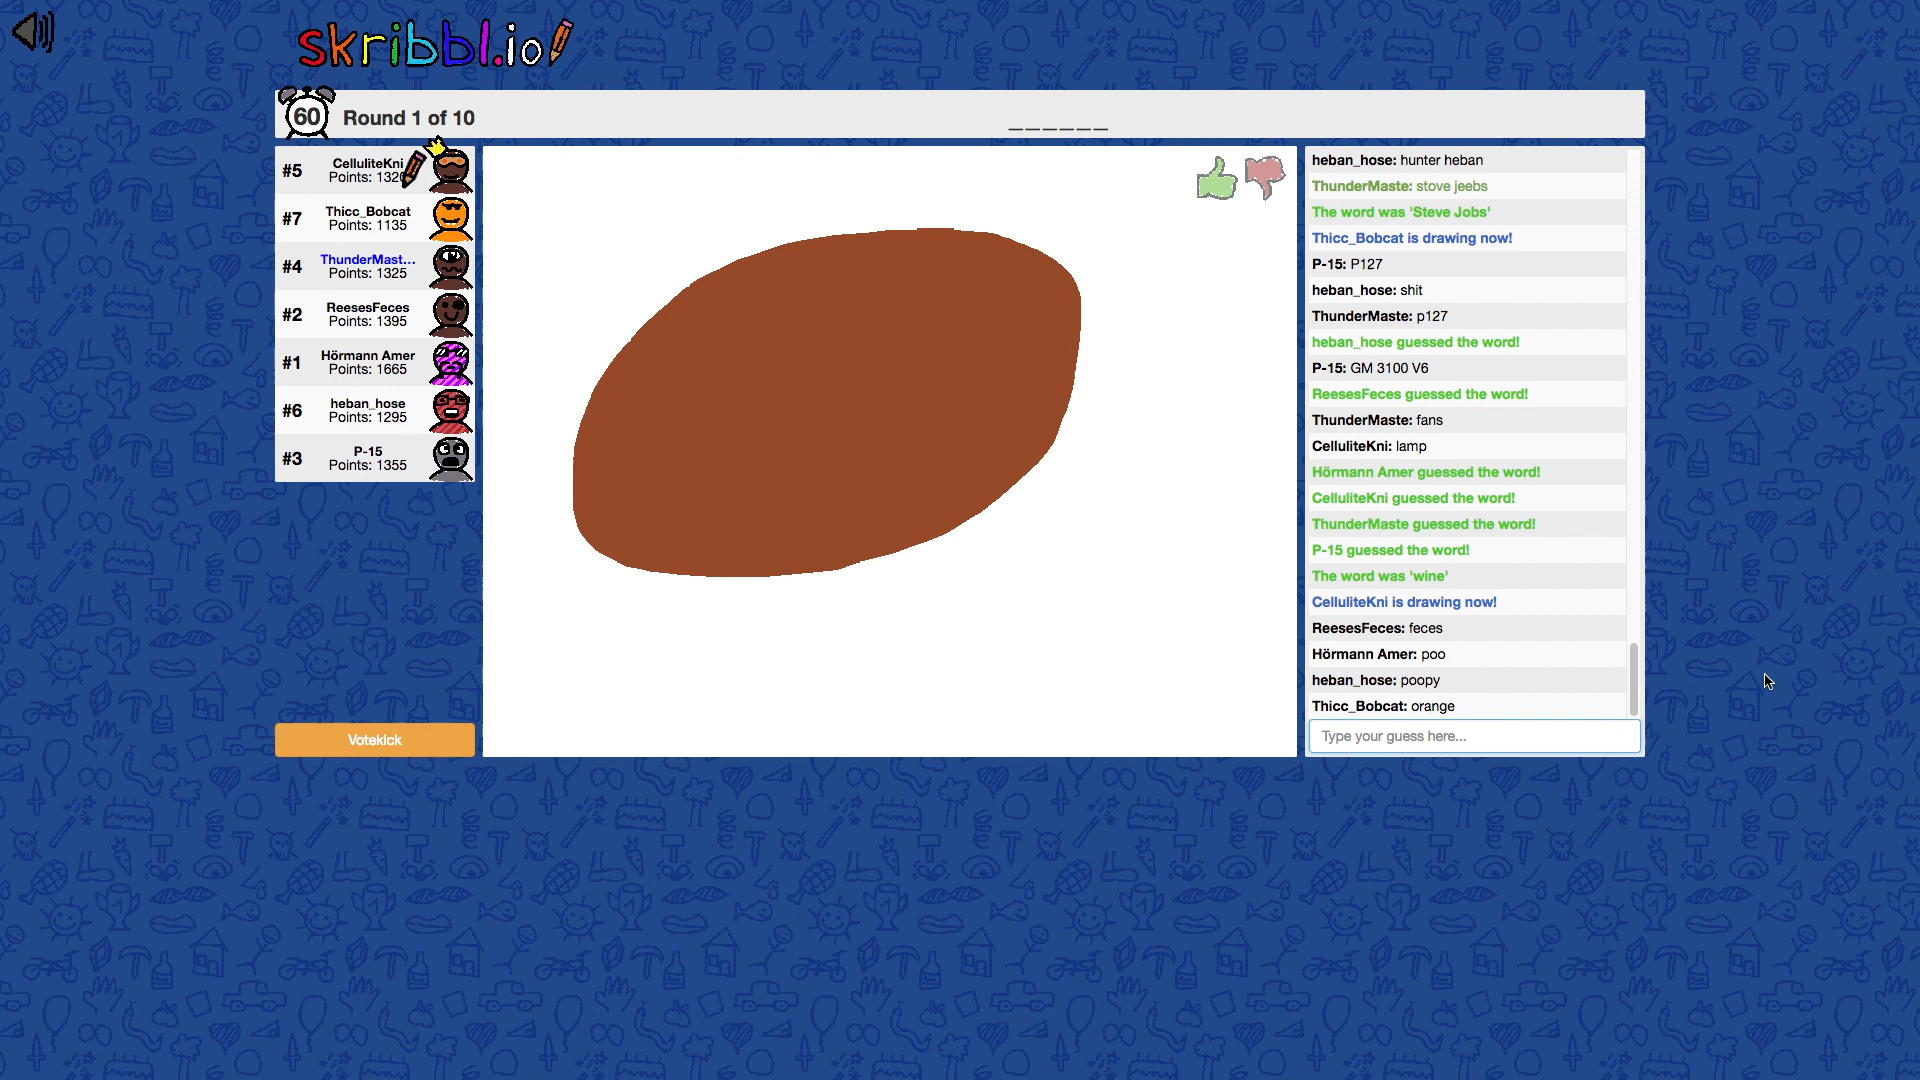 skribbl.io
60
Round 1 of 10
______
#5
CelluliteKni
Points: 1320
#7
Thicc_Bobcat
Points: 1135
#4
ThunderMast...
Points: 1325
#2
ReesesFeces
Points: 1395
#1
Hörmann Amer
Points: 1665
#6
heban_hose
Points: 1295
#3
P-15
Points: 1355
Votekick
heban_hose: hunter heban
ThunderMaste: stove jeebs
The word was 'Steve Jobs'
Thicc_Bobcat is drawing now!
P-15: P127
heban_hose: shit
ThunderMaste: p127
heban_hose guessed the word!
P-15: GM 3100 V6
ReesesFeces guessed the word!
ThunderMaste: fans
CelluliteKni: lamp
Hörmann Amer guessed the word!
CelluliteKni guessed the word!
ThunderMaste guessed the word!
P-15 guessed the word!
The word was 'wine'
CelluliteKni is drawing now!
ReesesFeces: feces
Hörmann Amer: poo
heban_hose: poopy
Thicc_Bobcat: orange
Type your guess here...